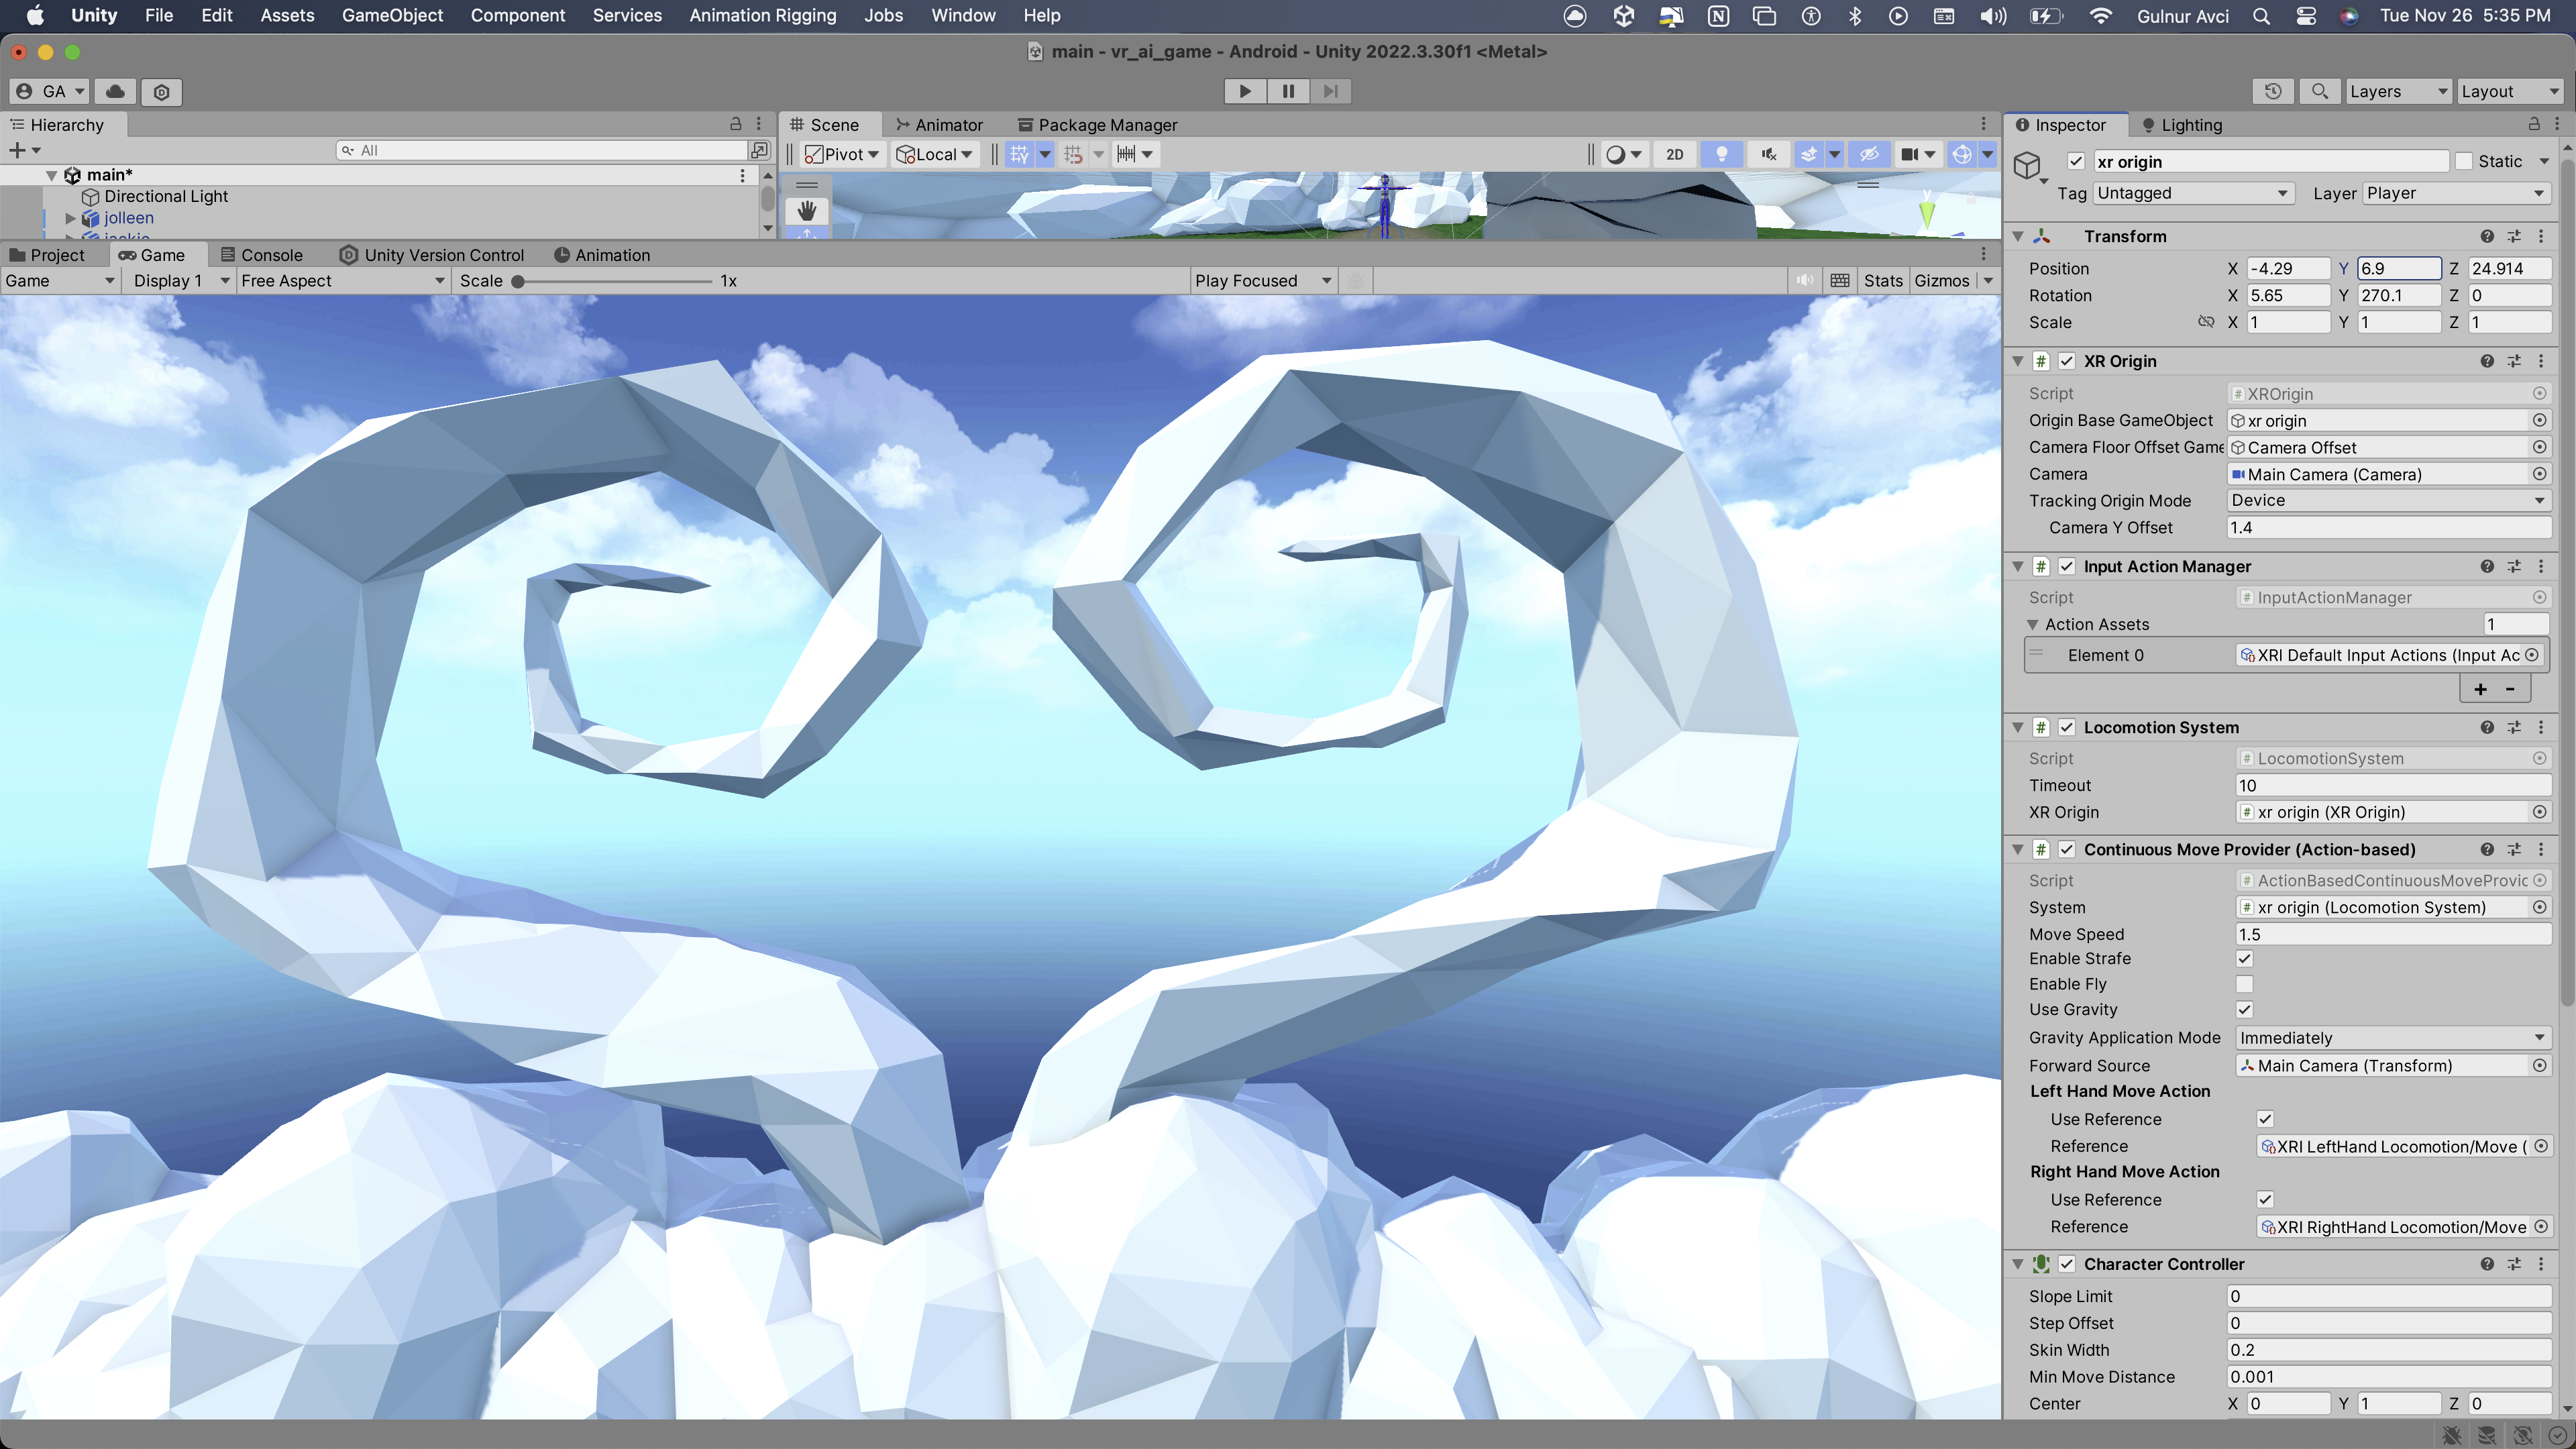 Unity File Edit Assets GameObject Component Services Animation Rigging Jobs Window Help Gulnur Avci Tue Nov 26 5:35 PM
main - vr_ai_game - Android - Unity 2022.3.30f1 <Metal>
GA Layers Layout
Hierarchy
All
main*
Directional Light
jolleen
Scene Animator Package Manager
Pivot Local 2D
Project Game Console Unity Version Control Animation
Game Display 1 Free Aspect Scale 1x Play Focused Stats Gizmos
Inspector Lighting
xr origin Static
Tag Untagged Layer Player
Transform
Position X -4.29 Y 6.9 Z 24.914
Rotation X 5.65 Y 270.1 Z 0
Scale X 1 Y 1 Z 1
XR Origin
Script XROrigin
Origin Base GameObject xr origin
Camera Floor Offset Game Camera Offset
Camera Main Camera (Camera)
Tracking Origin Mode Device
Camera Y Offset 1.4
Input Action Manager
Script InputActionManager
Action Assets 1
Element 0 XRI Default Input Actions (Input Ac
Locomotion System
Script LocomotionSystem
Timeout 10
XR Origin xr origin (XR Origin)
Continuous Move Provider (Action-based)
Script ActionBasedContinuousMoveProvic
System xr origin (Locomotion System)
Move Speed 1.5
Enable Strafe
Enable Fly
Use Gravity
Gravity Application Mode Immediately
Forward Source Main Camera (Transform)
Left Hand Move Action
Use Reference
Reference XRI LeftHand Locomotion/Move (
Right Hand Move Action
Use Reference
Reference XRI RightHand Locomotion/Move
Character Controller
Slope Limit 0
Step Offset 0
Skin Width 0.2
Min Move Distance 0.001
Center X 0 Y 1 Z 0